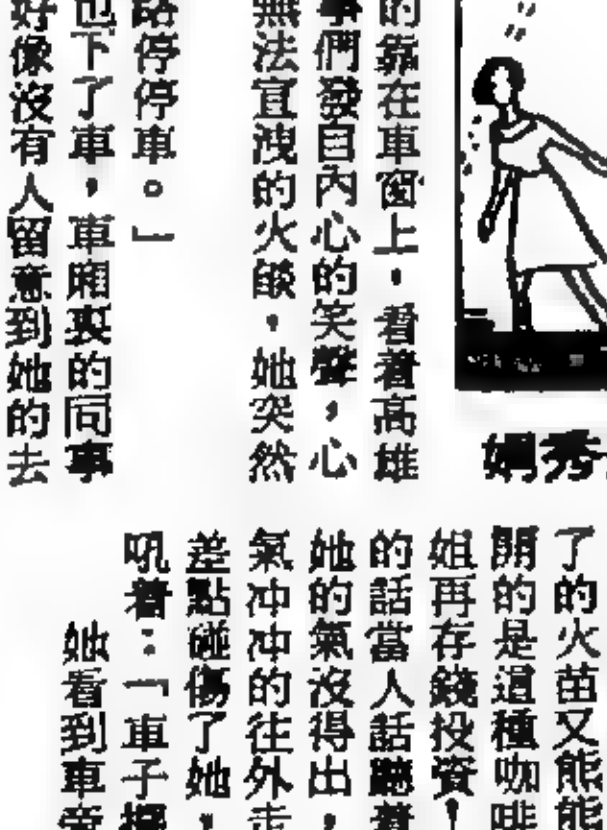 的靠在車窗上，看着高雄
事們發自內心的笑聲，心
無法宣洩的火燄，她突然
路停停車。」
也下了車，車廂裏的同事
好像沒有人留意到她的去
娟秀
了的火苗又熊熊
開的是這種咖啡
姐再存錢投資！
的話當人話聽着
她的氣沒得出，
氣冲冲的往外走
差點碰傷了她，
吼着：「車子
她看到車